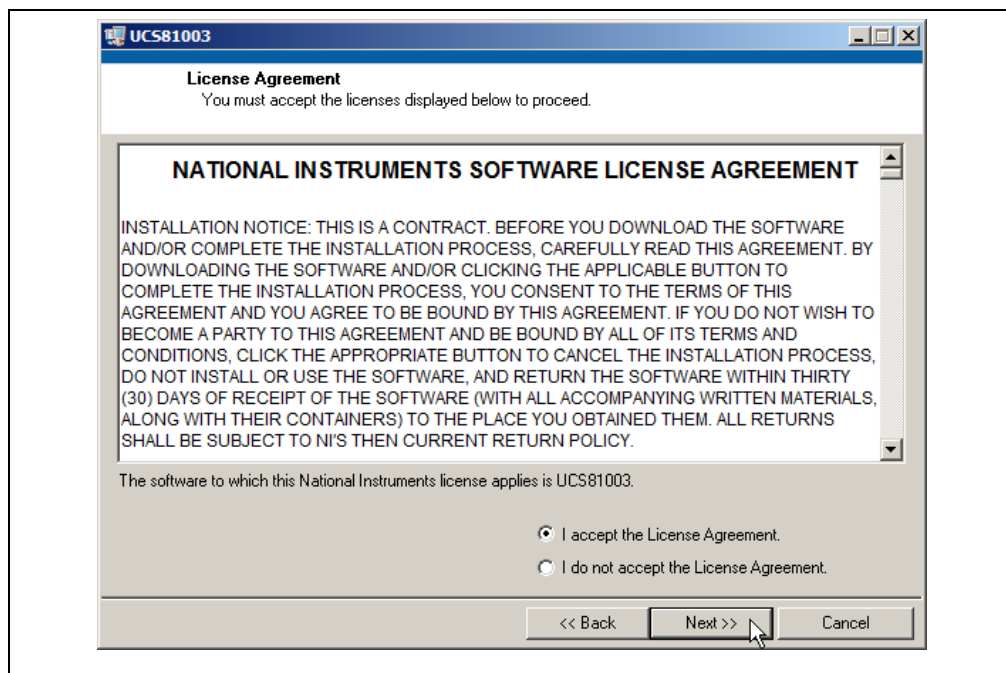 UCS81003
License Agreement
You must accept the licenses displayed below to proceed.
NATIONAL INSTRUMENTS SOFTWARE LICENSE AGREEMENT
INSTALLATION NOTICE: THIS IS A CONTRACT. BEFORE YOU DOWNLOAD THE SOFTWARE
AND/OR COMPLETE THE INSTALLATION PROCESS, CAREFULLY READ THIS AGREEMENT. BY
DOWNLOADING THE SOFTWARE AND/OR CLICKING THE APPLICABLE BUTTON TO
COMPLETE THE INSTALLATION PROCESS, YOU CONSENT TO THE TERMS OF THIS
AGREEMENT AND YOU AGREE TO BE BOUND BY THIS AGREEMENT. IF YOU DO NOT WISH TO
BECOME A PARTY TO THIS AGREEMENT AND BE BOUND BY ALL OF ITS TERMS AND
CONDITIONS, CLICK THE APPROPRIATE BUTTON TO CANCEL THE INSTALLATION PROCESS,
DO NOT INSTALL OR USE THE SOFTWARE, AND RETURN THE SOFTWARE WITHIN THIRTY
(30) DAYS OF RECEIPT OF THE SOFTWARE (WITH ALL ACCOMPANYING WRITTEN MATERIALS,
ALONG WITH THEIR CONTAINERS) TO THE PLACE YOU OBTAINED THEM. ALL RETURNS
SHALL BE SUBJECT TO NI'S THEN CURRENT RETURN POLICY.
The software to which this National Instruments license applies is UCS81003.
I accept the License Agreement.
I do not accept the License Agreement.
<< Back Next >> Cancel